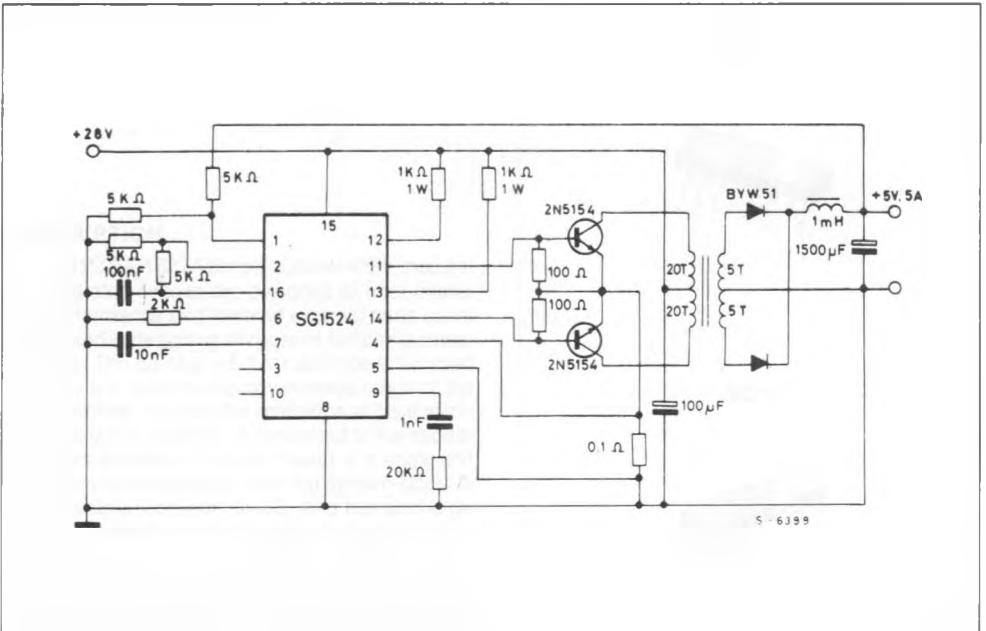 +28V
5KΩ
1KΩ
1W
1KΩ
1W
5KΩ
BYW51
+5V, 5A
2N5154
1mH
15
1
12
5KΩ
1500µF
2
11
100Ω
100nF
5KΩ
20T
5T
16
13
100Ω
2KΩ
20T
5T
6
SG1524
14
7
4
10nF
2N5154
3
5
10
9
8
1nF
100µF
0.1Ω
20KΩ
S-6399